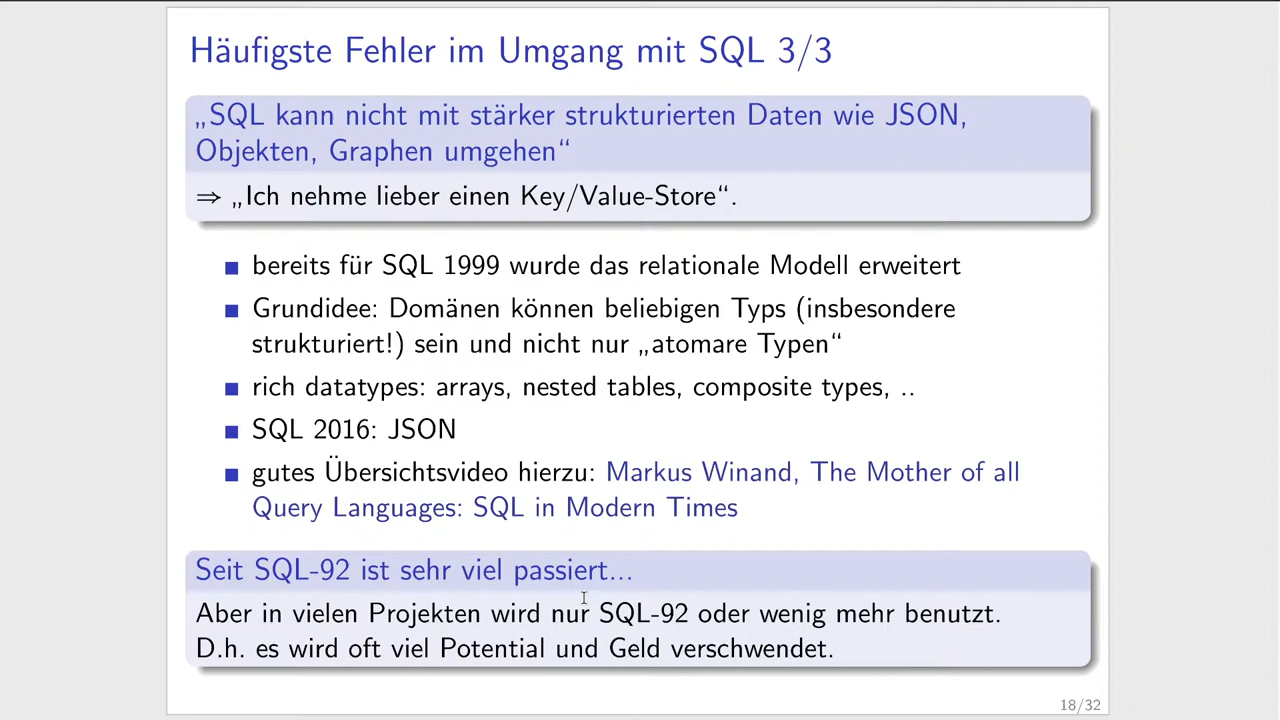 Häufigste Fehler im Umgang mit SQL 3/3
„SQL kann nicht mit stärker strukturierten Daten wie JSON,
Objekten, Graphen umgehen“
⇒ „Ich nehme lieber einen Key/Value-Store“.
bereits für SQL 1999 wurde das relationale Modell erweitert
Grundidee: Domänen können beliebigen Typs (insbesondere
strukturiert!) sein und nicht nur „atomare Typen“
rich datatypes: arrays, nested tables, composite types, ..
SQL 2016: JSON
gutes Übersichtsvideo hierzu: Markus Winand, The Mother of all
Query Languages: SQL in Modern Times
Seit SQL-92 ist sehr viel passiert...
Aber in vielen Projekten wird nur SQL-92 oder wenig mehr benutzt.
D.h. es wird oft viel Potential und Geld verschwendet.
18/32